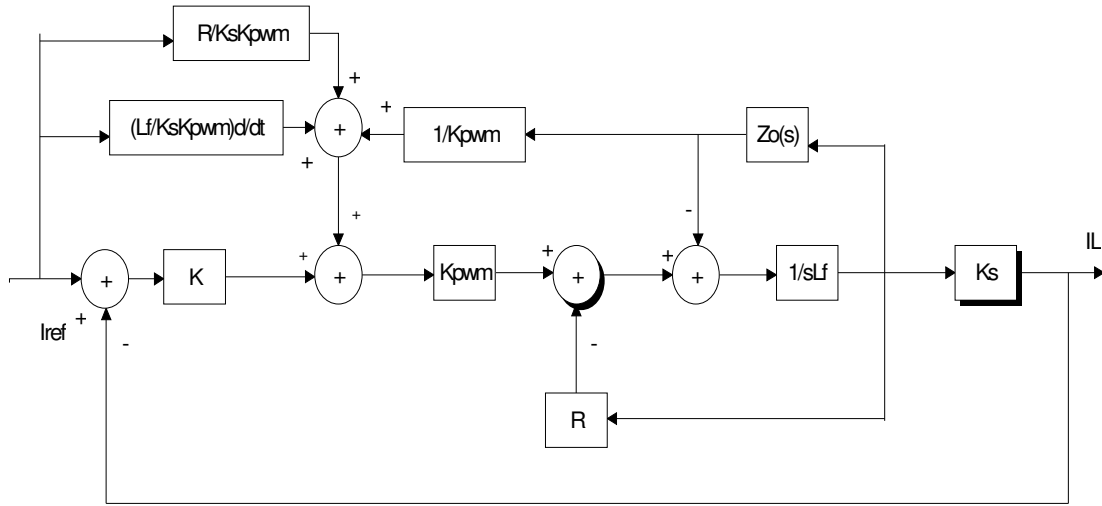 R/KsKpwm
+
(Lf/KsKpwm)d/dt
+
+
+
1/Kpwm
Zo(s)
+
-
IL
+
K
+
+
Kpwm
+
+
+
+
1/sLf
Ks
Iref
+
-
-
R